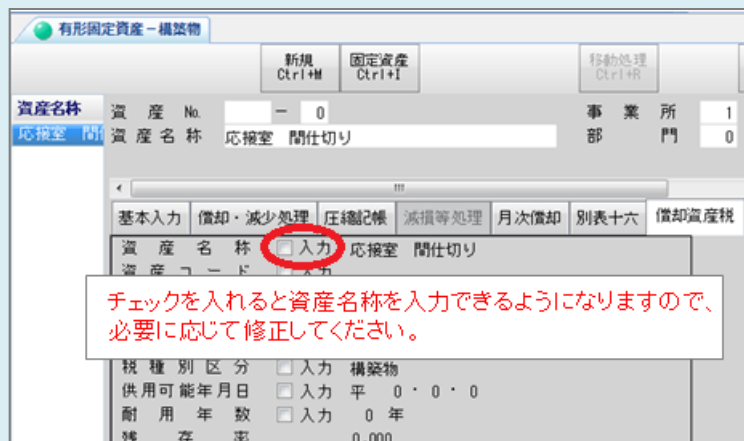 有形固定資産－構築物
新規 固定資産 移動処理
Ctrl+M Ctrl+I Ctrl+R
資産名称 資 産 No. － 0 事 業 所 1
応接室 間 資 産 名 称 応接室 間仕切り 部 門 0
基本入力 償却・減少処理 圧縮記帳 減損等処理 月次償却 別表十六 償却資産税
資 産 名 称 入力 応接室 間仕切り
資 産 コ ー ド 入力
チェックを入れると資産名称を入力できるようになりますので、
必要に応じて修正してください。
税 種 別 区 分 入力 構築物
供用可能年月日 入力 平 0・0・0
耐 用 年 数 入力 0 年
残 存 率 0.000